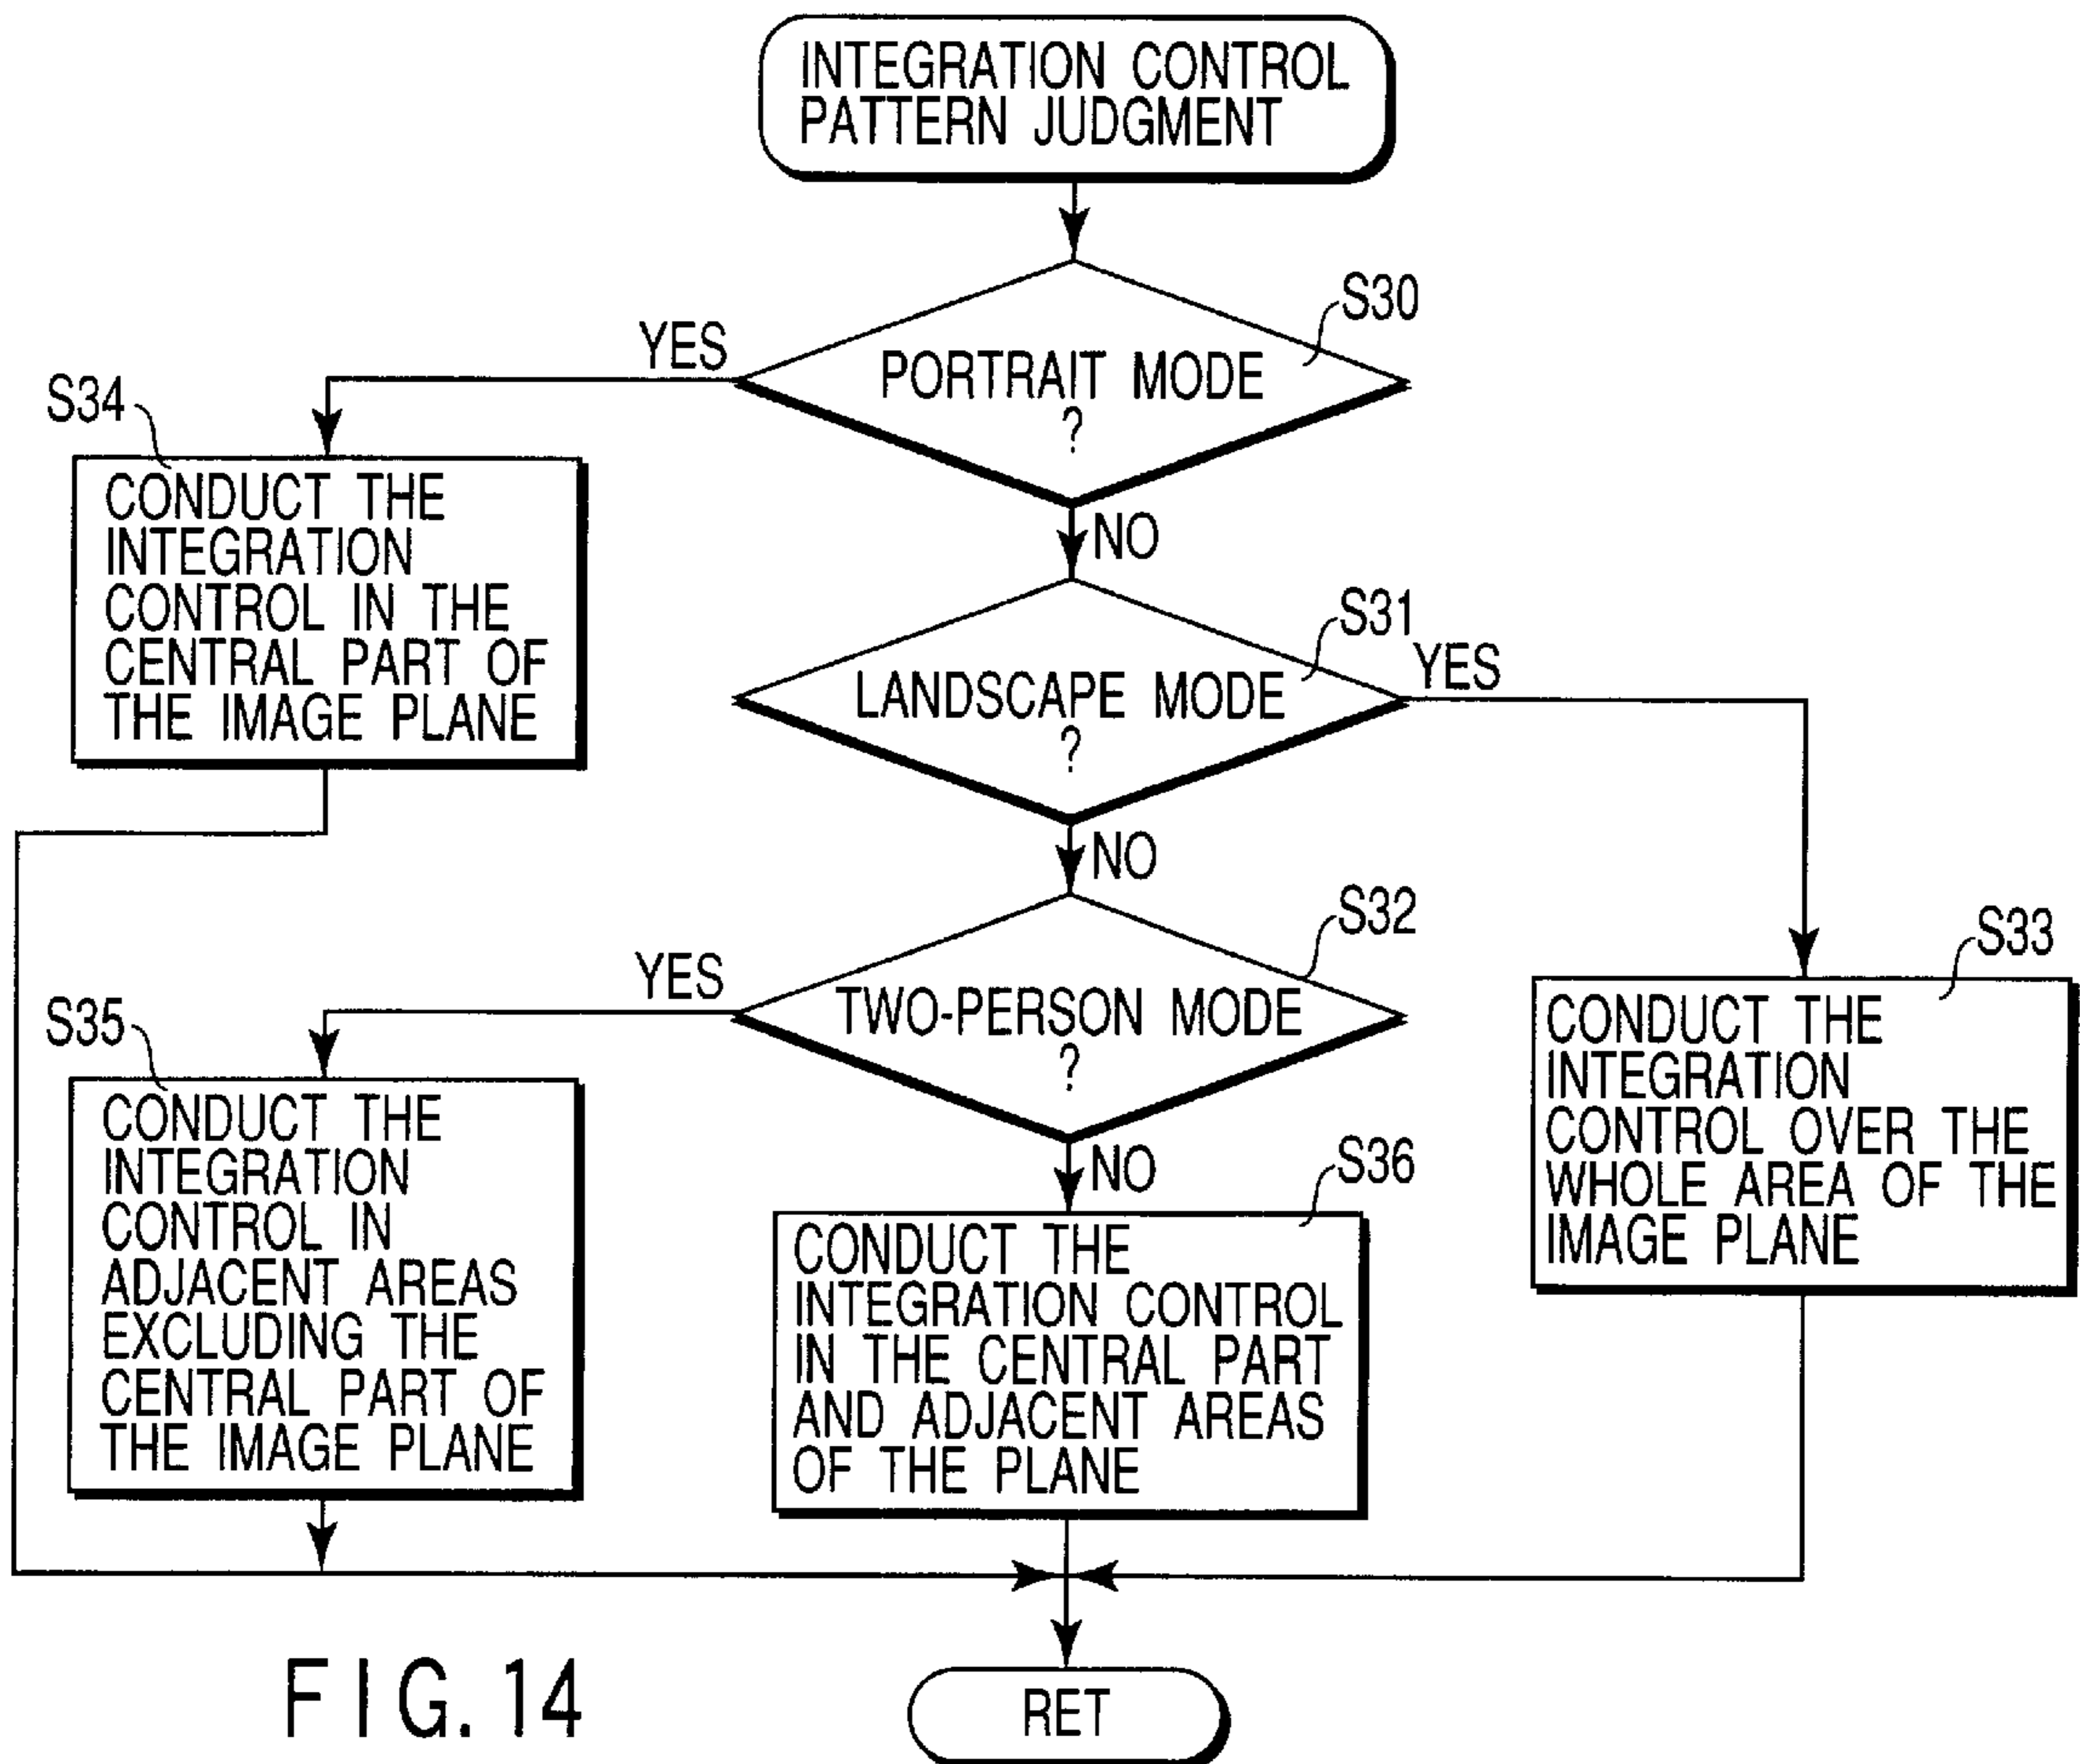 INTEGRATION CONTROL
PATTERN JUDGMENT
S30
YES
PORTRAIT MODE
?
S34
CONDUCT THE
INTEGRATION
CONTROL IN THE
CENTRAL PART OF
THE IMAGE PLANE
NO
S31
YES
LANDSCAPE MODE
?
NO
S32
YES
TWO-PERSON MODE
?
S33
CONDUCT THE
INTEGRATION
CONTROL OVER THE
WHOLE AREA OF THE
IMAGE PLANE
S35
CONDUCT THE
INTEGRATION
CONTROL IN
ADJACENT AREAS
EXCLUDING THE
CENTRAL PART OF
THE IMAGE PLANE
NO
S36
CONDUCT THE
INTEGRATION CONTROL
IN THE CENTRAL PART
AND ADJACENT AREAS
OF THE PLANE
RET
FIG. 14